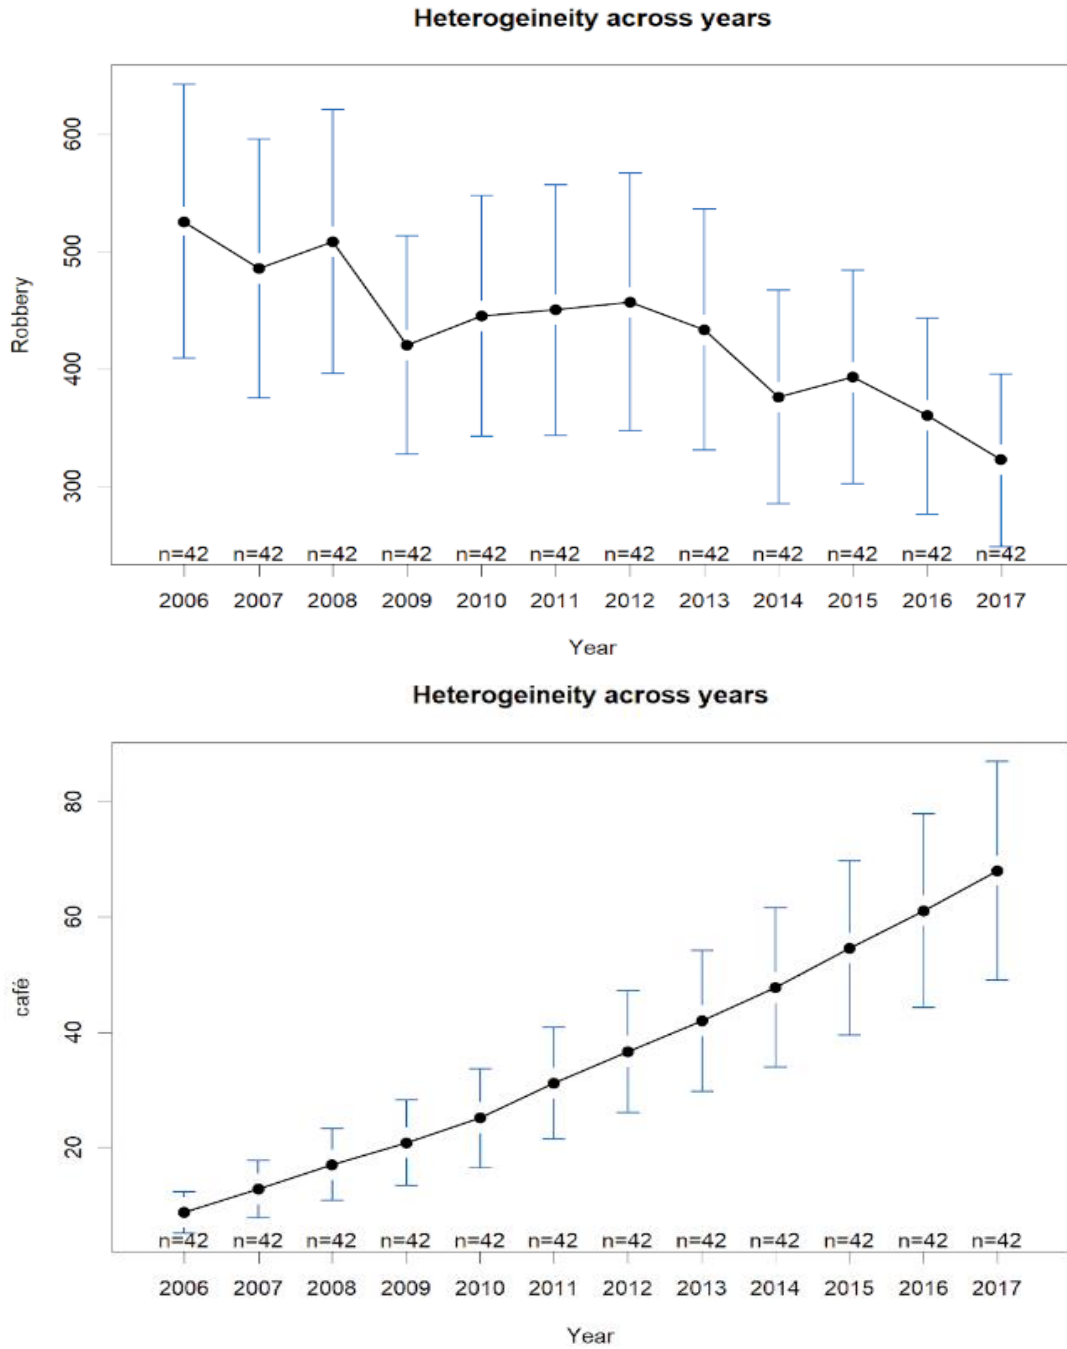 Heterogeineity across years
Robbery
600
500
400
300
n=42 n=42 n=42 n=42 n=42 n=42 n=42 n=42 n=42 n=42 n=42 n=42
2006 2007 2008 2009 2010 2011 2012 2013 2014 2015 2016 2017
Year
Heterogeineity across years
café
80
60
40
20
n=42 n=42 n=42 n=42 n=42 n=42 n=42 n=42 n=42 n=42 n=42 n=42
2006 2007 2008 2009 2010 2011 2012 2013 2014 2015 2016 2017
Year